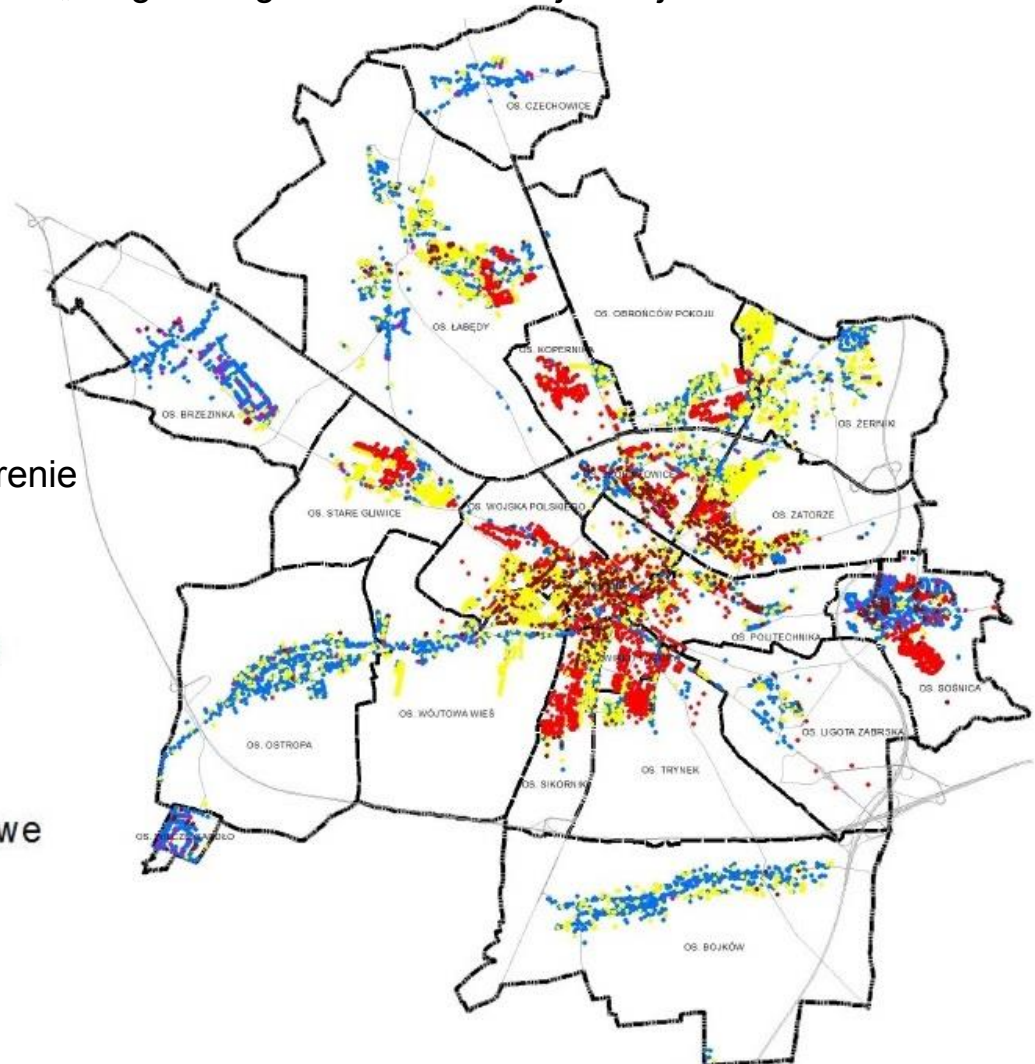 OS. CZECHOWICE
OS. OBROŃCÓW POKOJU
OS. ŁABĘDY
OS. KOPERNIKA
OS. BRZEZINKA
OS. ŻERNIKI
renie
OS. STARE GLIWICE
OS. WOJSKA POLSKIEGO
OS. ZATORZE
OS. POLITECHNIKA
OS. SOŚNICA
OS. WÓJTOWA WIEŚ
OS. LIGOTA ZABRSKA
OS. OSTROPA
OS. TRYNEK
OS. SIKORNIK
we
OS. BOJKÓW